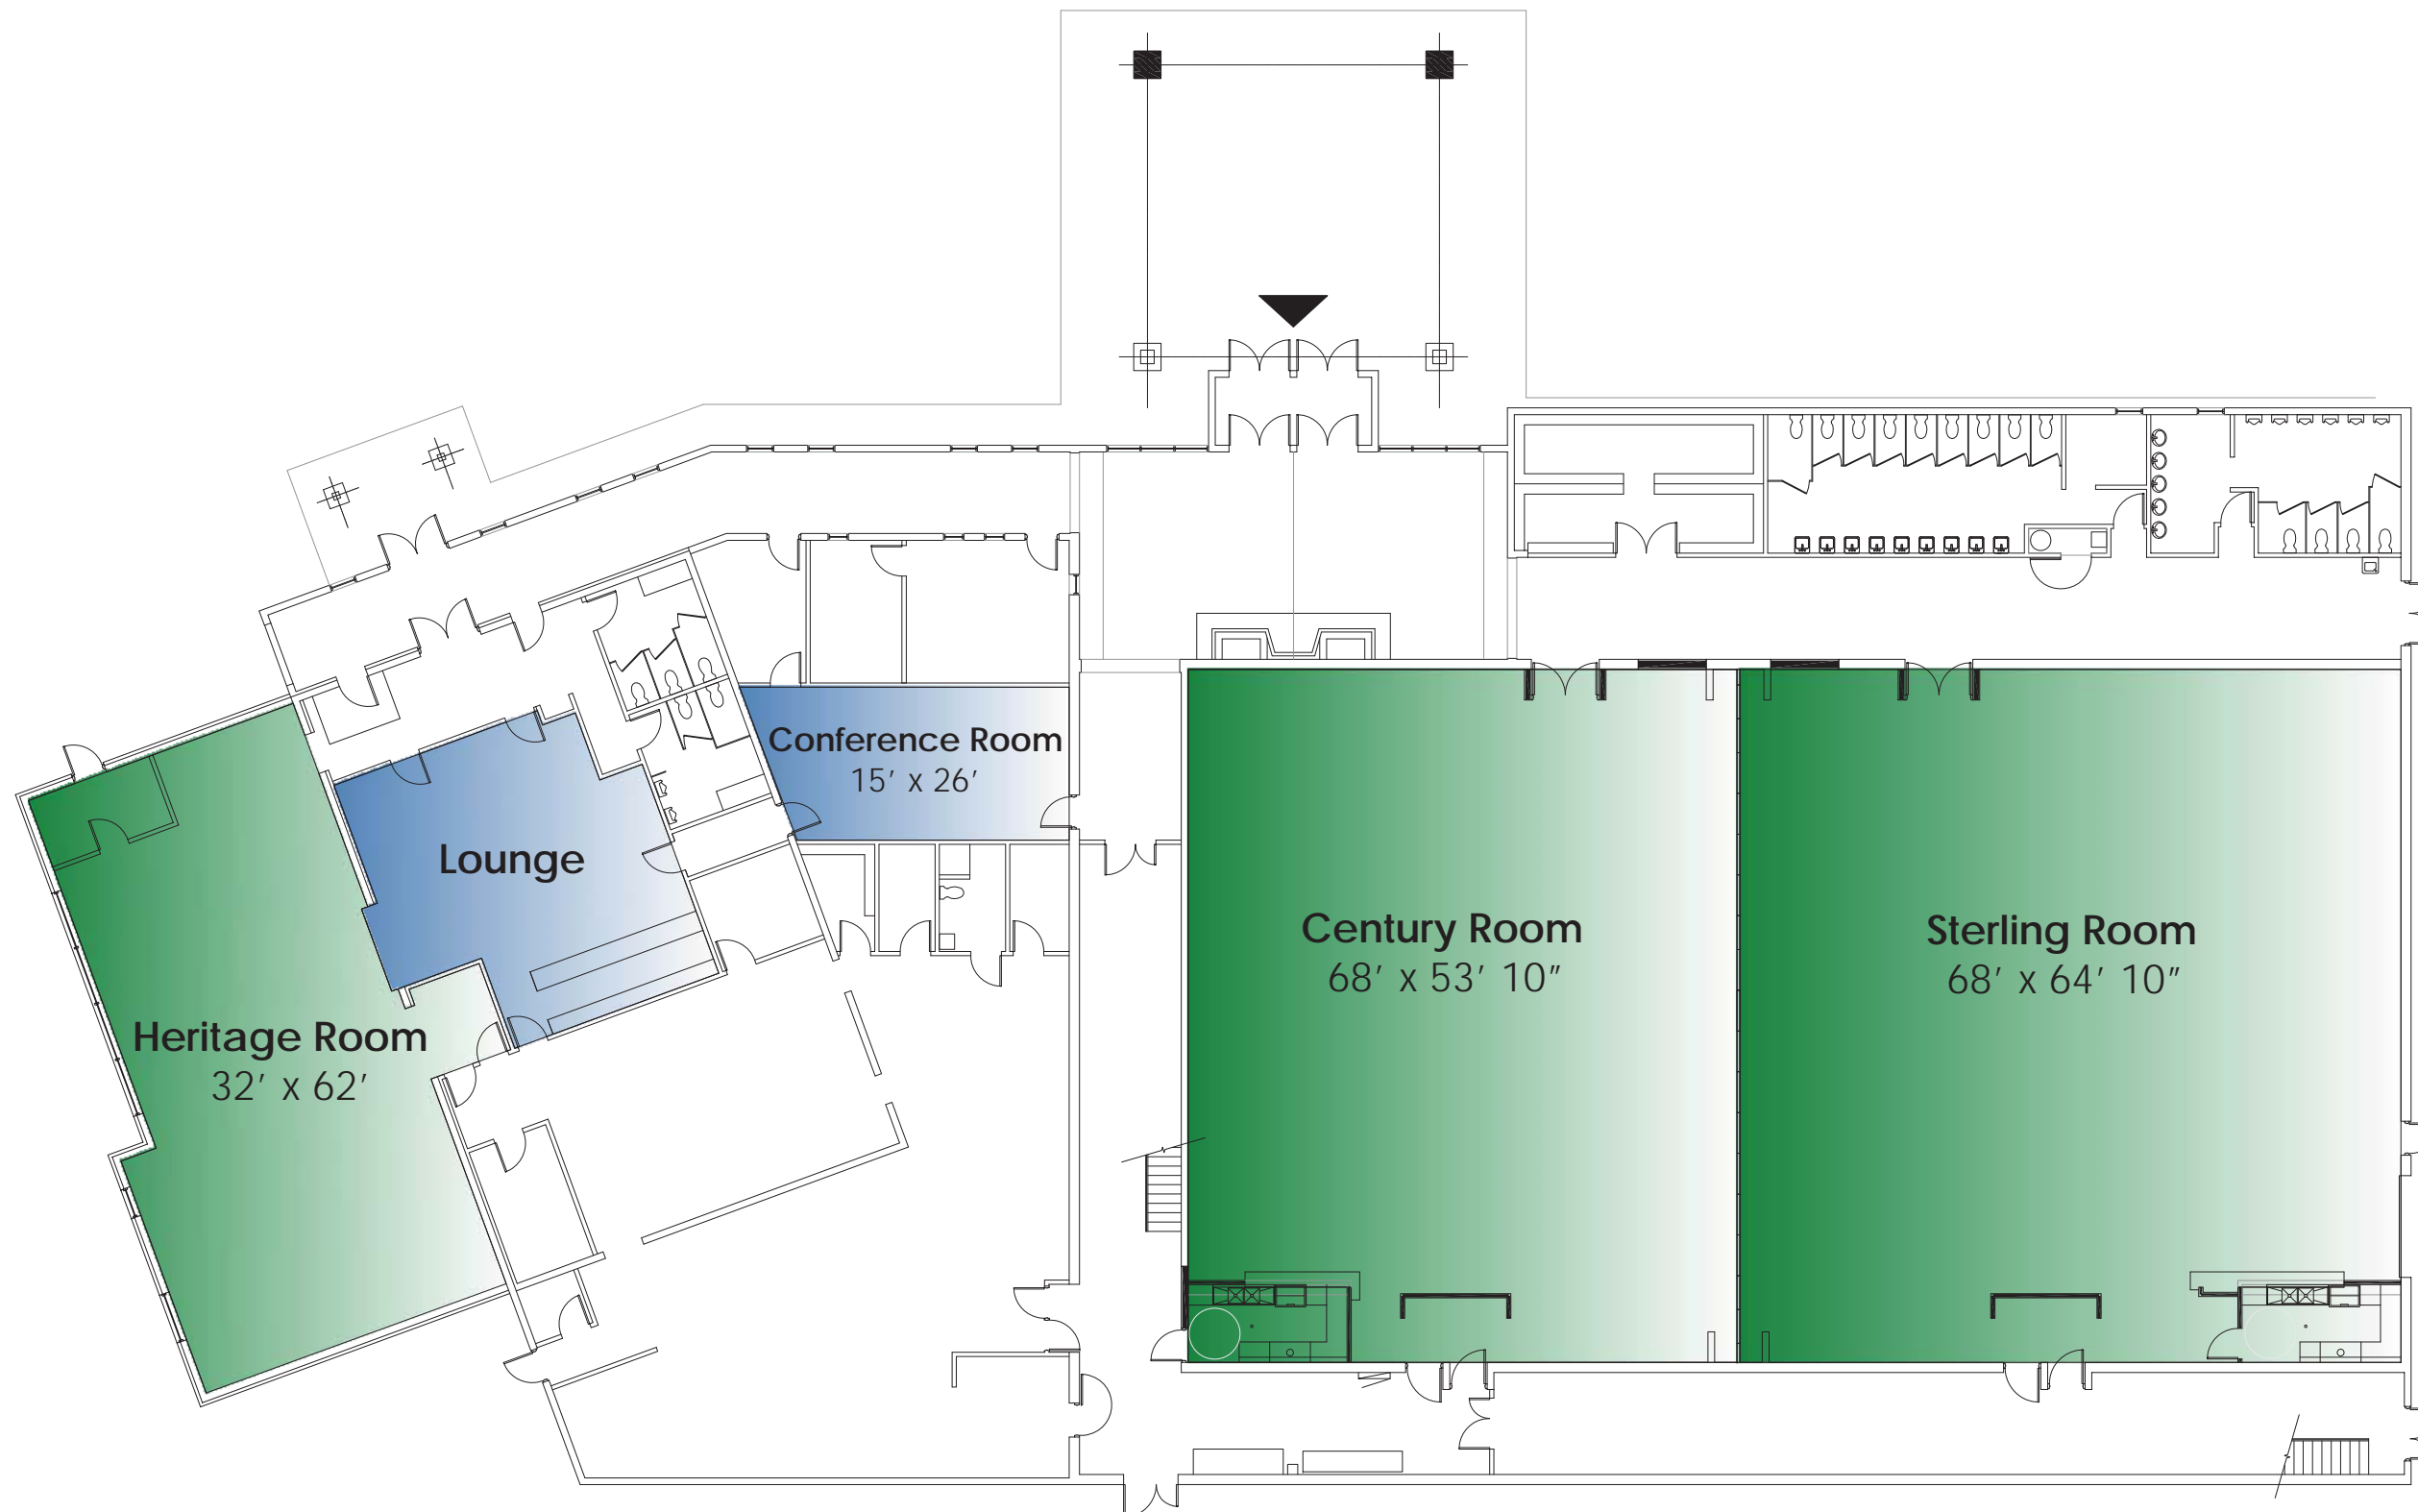 Conference Room
15' x 26'
Lounge
Century Room
68' x 53' 10"
Sterling Room
68' x 64' 10"
Heritage Room
32' x 62'